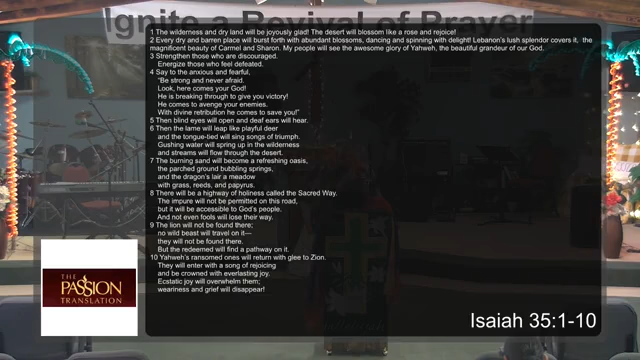 Ignite a Revival of Prayer
1 The wilderness and dry land will be joyously glad! The desert will blossom like a rose and rejoice!
2 Every dry and barren place will burst forth with abundant blossoms, dancing and spinning with delight! Lebanon's lush splendor covers it, the
magnificent beauty of Carmel and Sharon. My people will see the awesome glory of Yahweh, the beautiful grandeur of our God.
3 Strengthen those who are discouraged.
Energize those who feel defeated.
4 Say to the anxious and fearful,
"Be strong and never afraid.
Look, here comes your God!
He is breaking through to give you victory!
He comes to avenge your enemies.
With divine retribution he comes to save you!"
5 Then blind eyes will open and deaf ears will hear.
6 Then the lame will leap like playful deer
and the tongue-tied will sing songs of triumph.
Gushing water will spring up in the wilderness
and streams will flow through the desert.
7 The burning sand will become a refreshing oasis,
the parched ground bubbling springs,
and the dragon's lair a meadow
with grass, reeds, and papyrus.
8 There will be a highway of holiness called the Sacred Way.
The impure will not be permitted on this road,
but it will be accessible to God's people.
And not even fools will lose their way.
9 The lion will not be found there;
no wild beast will travel on it—
they will not be found there.
But the redeemed will find a pathway on it.
10 Yahweh's ransomed ones will return with glee to Zion.
They will enter with a song of rejoicing
and be crowned with everlasting joy.
Ecstatic joy will overwhelm them;
weariness and grief will disappear!
THE
PASSION
TRANSLATION
Isaiah 35:1-10